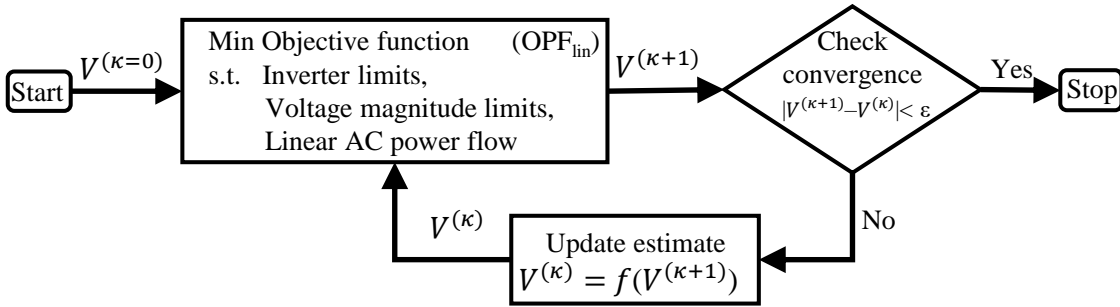 Start
V^(κ=0)
Min Objective function (OPF_lin)
s.t. Inverter limits,
Voltage magnitude limits,
Linear AC power flow
V^(κ+1)
Check
convergence
|V^(κ+1)–V^(κ)|< ε
Yes
Stop
No
Update estimate
V^(κ) = f(V^(κ+1))
V^(κ)